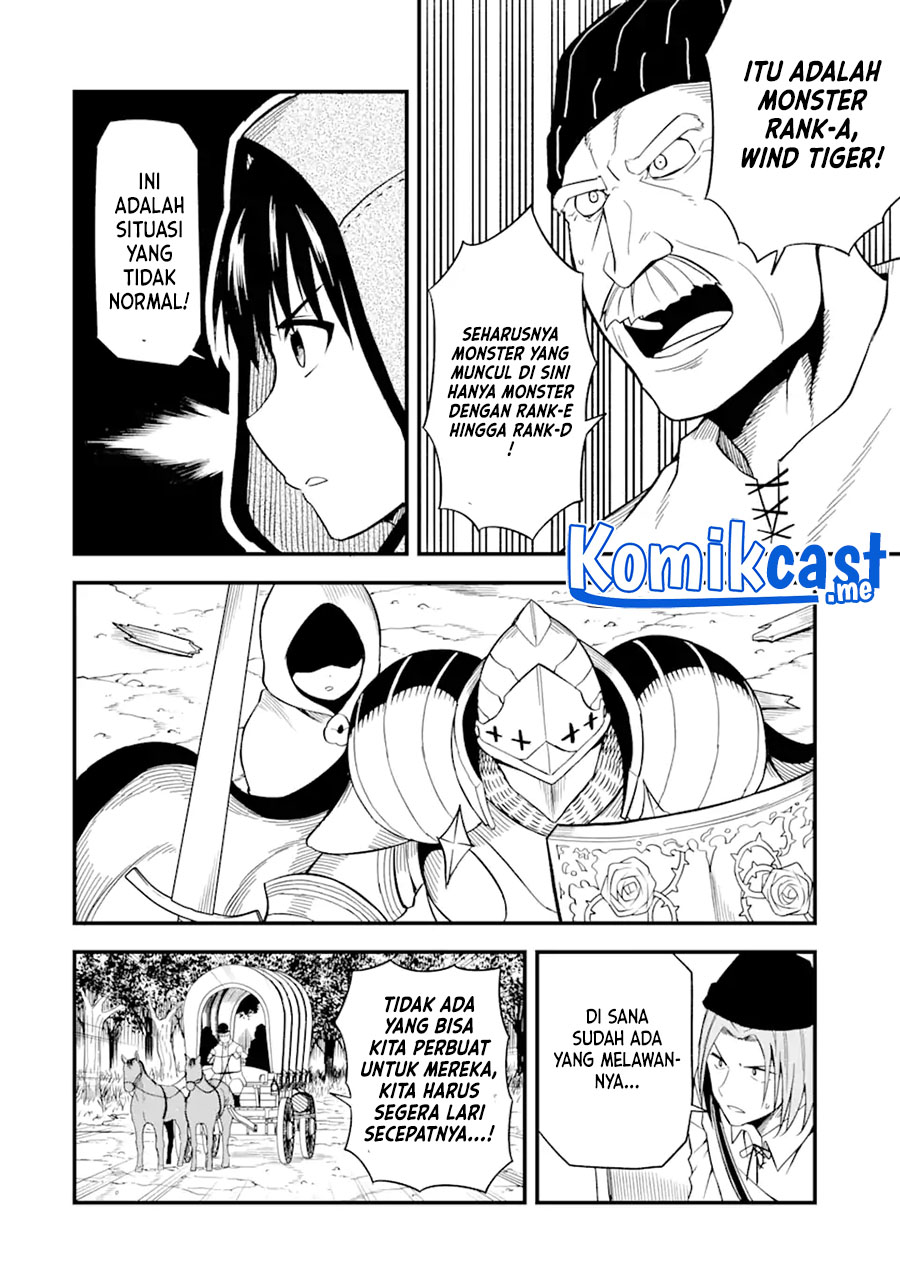 ITU ADALAH
MONSTER
RANK-A,
WIND TIGER!
SEHARUSNYA
MONSTER YANG
MUNCUL DI SINI
HANYA MONSTER
DENGAN RANK-E
HINGGA RANK-D
!
INI
ADALAH
SITUASI
YANG
TIDAK
NORMAL!
Komikcast
.me
DI SANA
SUDAH ADA
YANG MELAWAN-
NYA...
TIDAK ADA
YANG BISA
KITA PERBUAT
UNTUK MEREKA,
KITA HARUS
SEGERA LARI
SECEPATNYA...!